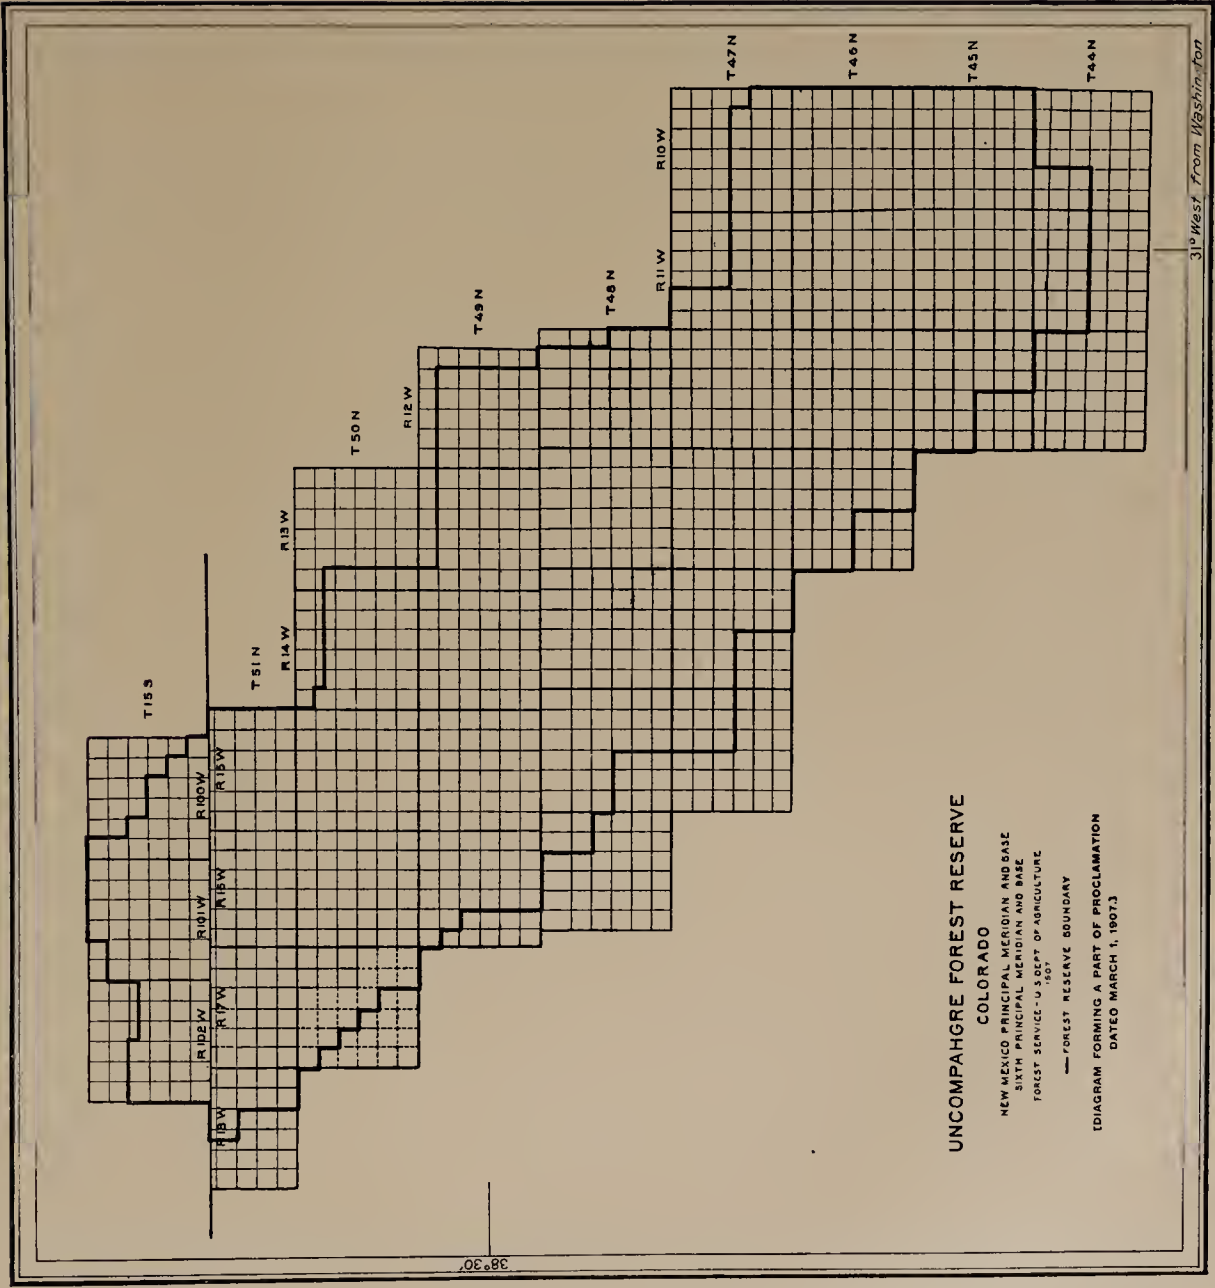 T 47 N
T 46 N
T 45 N
T 44 N
R 10 W
R 11 W
T 48 N
T 49 N
R 12 W
T 50 N
R 13 W
R 14 W
T 51 N
T 15 S
R 15 W
R 100 W
R 16 W
R 101 W
R 17 W
R 102 W
R 18 W
31° West from Washington
38°30'
UNCOMPAHGRE FOREST RESERVE
COLORADO
NEW MEXICO PRINCIPAL MERIDIAN AND BASE
SIXTH PRINCIPAL MERIDIAN AND BASE
FOREST SERVICE - U S DEPT OF AGRICULTURE
1907
FOREST RESERVE BOUNDARY
[DIAGRAM FORMING A PART OF PROCLAMATION
DATED MARCH 1, 1907.]